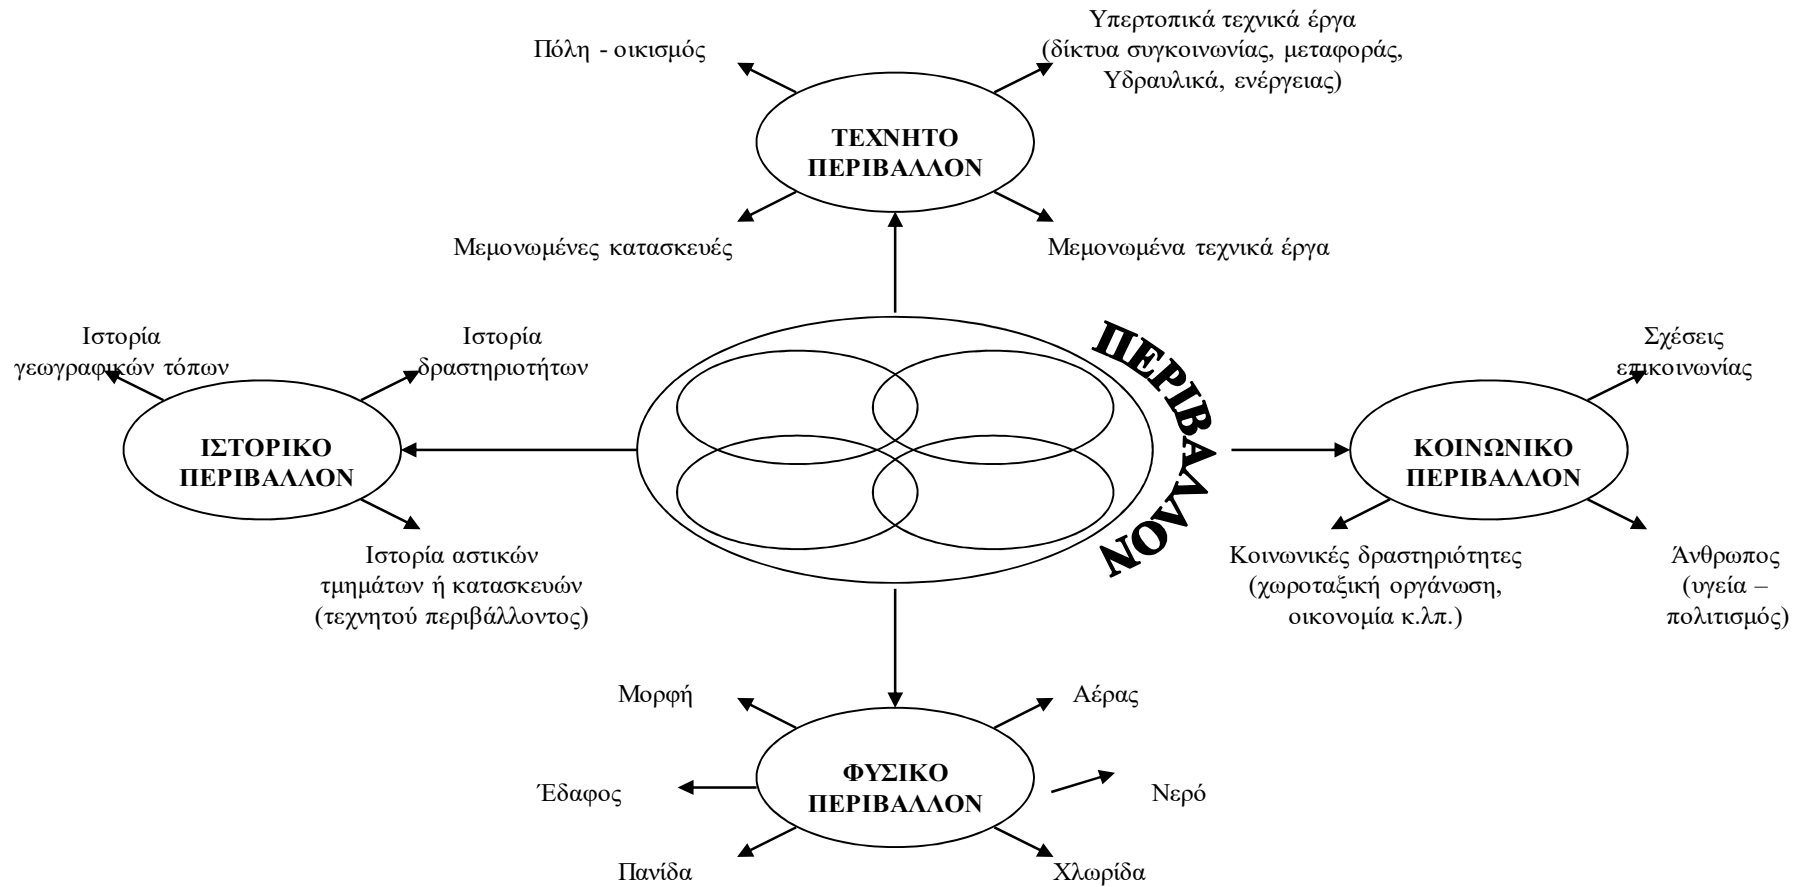 Υπερτοπικά τεχνικά έργα
(δίκτυα συγκοινωνίας, μεταφοράς,
Υδραυλικά, ενέργειας)
Πόλη - οικισμός
ΤΕΧΝΗΤΟ
ΠΕΡΙΒΑΛΛΟΝ
Μεμονωμένες κατασκευές
Μεμονωμένα τεχνικά έργα
Ιστορία
γεωγραφικών τόπων
Ιστορία
δραστηριοτήτων
ΙΣΤΟΡΙΚΟ
ΠΕΡΙΒΑΛΛΟΝ
Ιστορία αστικών
τμημάτων ή κατασκευών
(τεχνητού περιβάλλοντος)
ΠΕΡΙΒΑΛΛΟΝ
Σχέσεις
επικοινωνίας
ΚΟΙΝΩΝΙΚΟ
ΠΕΡΙΒΑΛΛΟΝ
Κοινωνικές δραστηριότητες
(χωροταξική οργάνωση,
οικονομία κ.λπ.)
Άνθρωπος
(υγεία –
πολιτισμός)
Μορφή
Αέρας
ΦΥΣΙΚΟ
ΠΕΡΙΒΑΛΛΟΝ
Έδαφος
Νερό
Πανίδα
Χλωρίδα